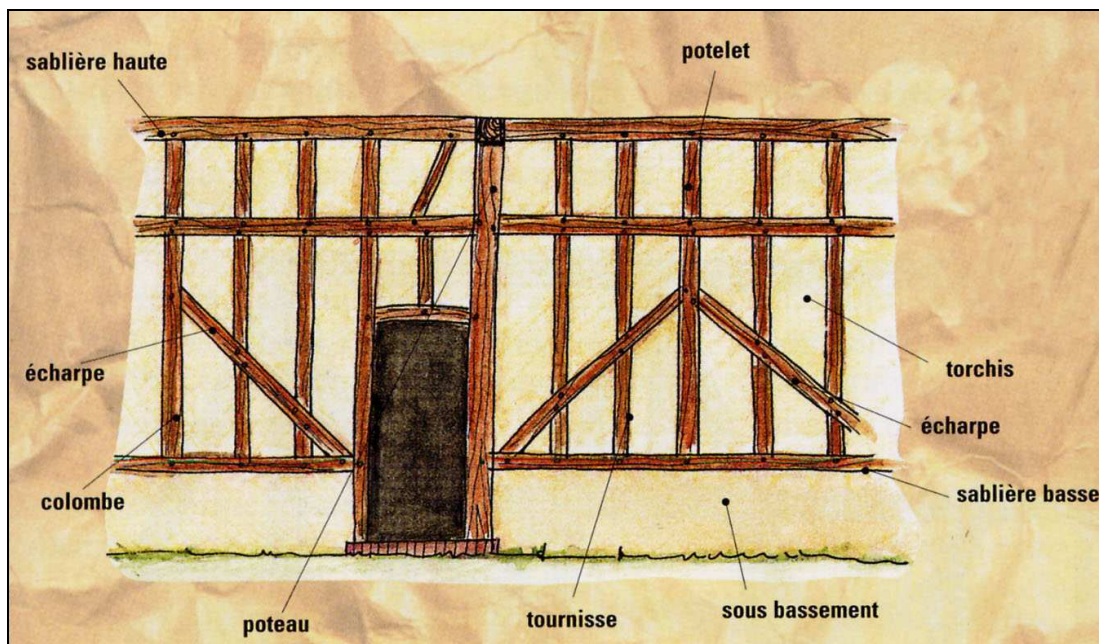 sablière haute
potelet
écharpe
torchis
écharpe
colombe
sablière basse
poteau
tournisse
sous bassement